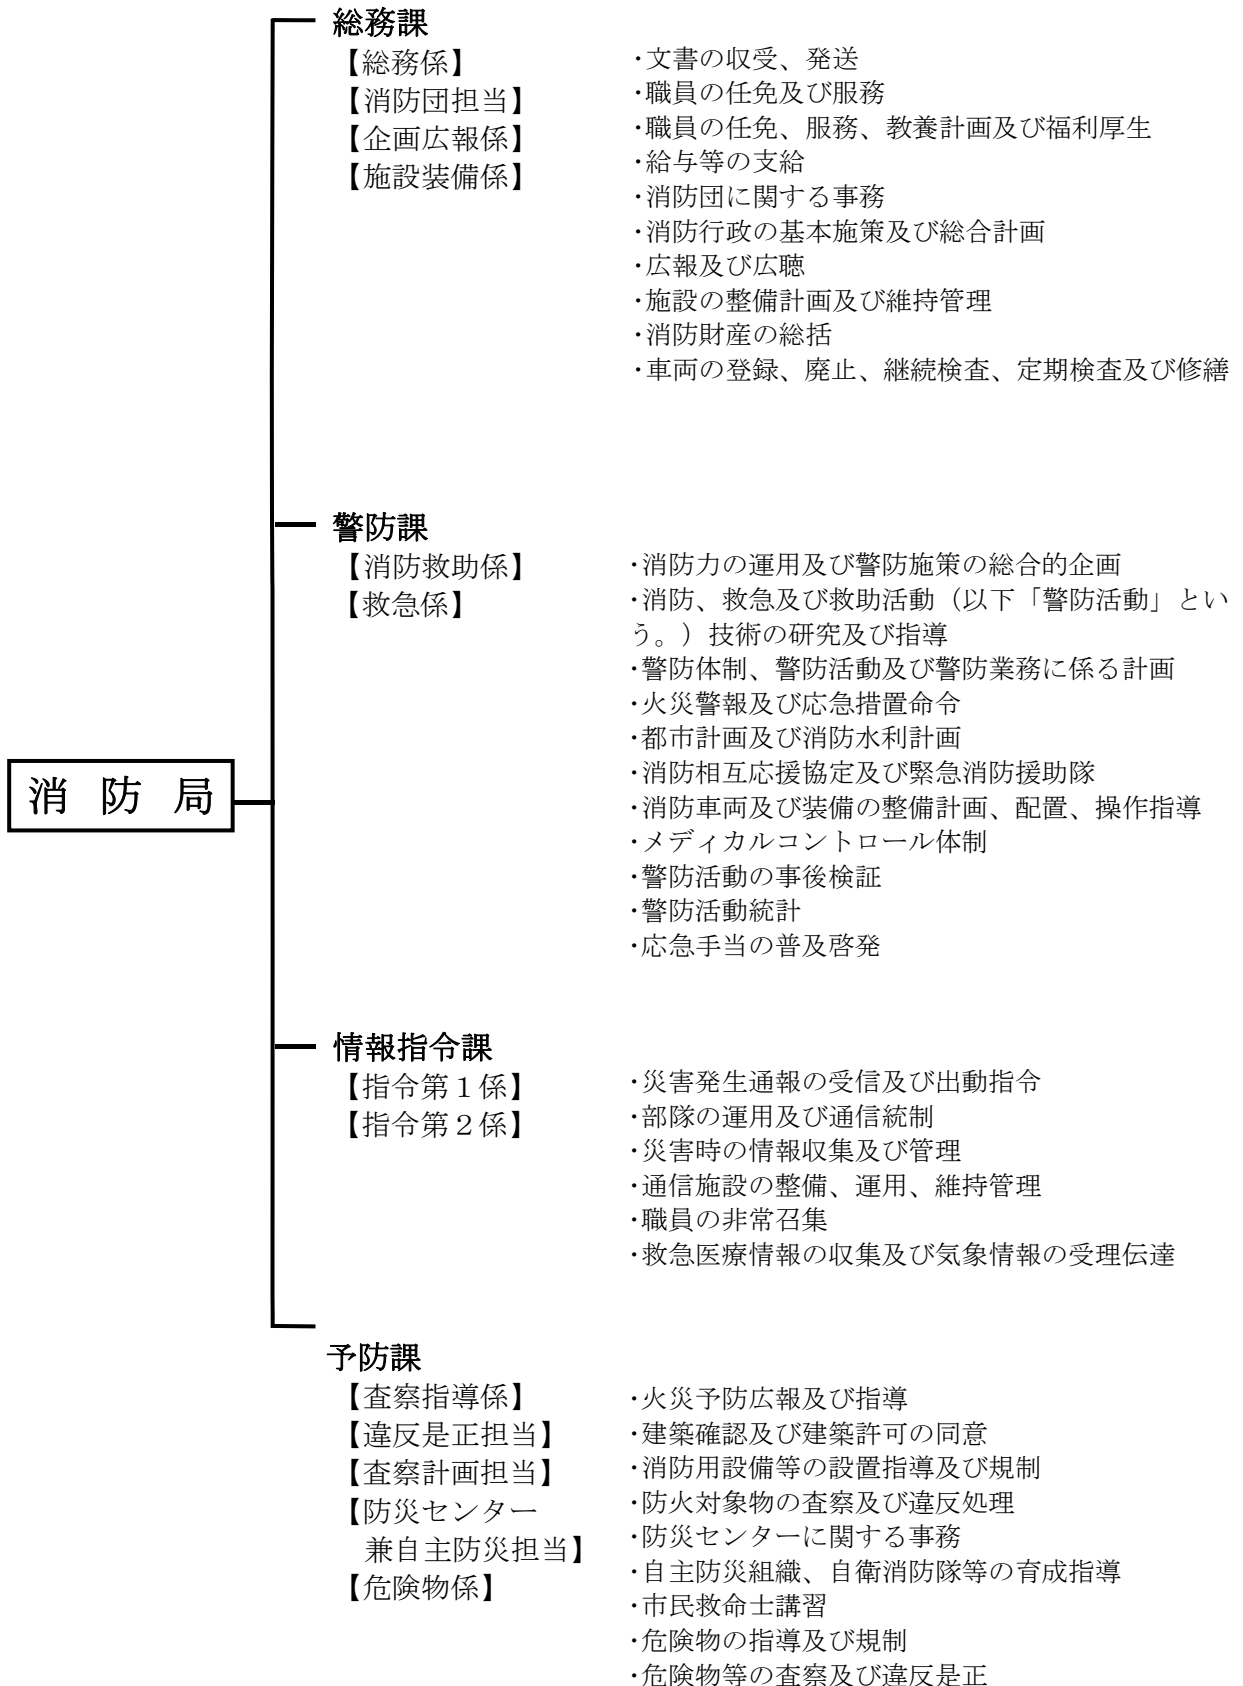 総務課
【総務係】
【消防団担当】
【企画広報係】
【施設装備係】
・文書の収受、発送
・職員の任免及び服務
・職員の任免、服務、教養計画及び福利厚生
・給与等の支給
・消防団に関する事務
・消防行政の基本施策及び総合計画
・広報及び広聴
・施設の整備計画及び維持管理
・消防財産の総括
・車両の登録、廃止、継続検査、定期検査及び修繕
警防課
【消防救助係】
【救急係】
・消防力の運用及び警防施策の総合的企画
・消防、救急及び救助活動（以下「警防活動」とい
う。）技術の研究及び指導
・警防体制、警防活動及び警防業務に係る計画
・火災警報及び応急措置命令
・都市計画及び消防水利計画
・消防相互応援協定及び緊急消防援助隊
・消防車両及び装備の整備計画、配置、操作指導
・メディカルコントロール体制
・警防活動の事後検証
・警防活動統計
・応急手当の普及啓発
消 防 局
情報指令課
【指令第１係】
【指令第２係】
・災害発生通報の受信及び出動指令
・部隊の運用及び通信統制
・災害時の情報収集及び管理
・通信施設の整備、運用、維持管理
・職員の非常召集
・救急医療情報の収集及び気象情報の受理伝達
予防課
【査察指導係】
【違反是正担当】
【査察計画担当】
【防災センター
兼自主防災担当】
【危険物係】
・火災予防広報及び指導
・建築確認及び建築許可の同意
・消防用設備等の設置指導及び規制
・防火対象物の査察及び違反処理
・防災センターに関する事務
・自主防災組織、自衛消防隊等の育成指導
・市民救命士講習
・危険物の指導及び規制
・危険物等の査察及び違反是正